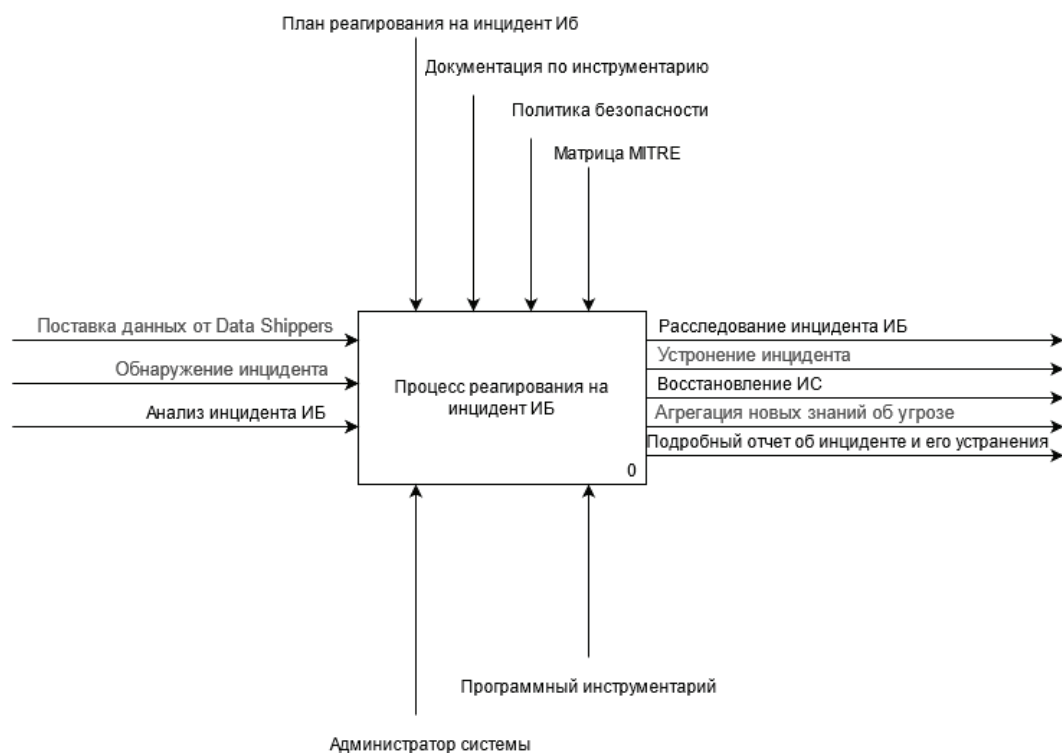 План реагирования на инцидент Иб
Документация по инструментарию
Политика безопасности
Матрица MITRE
Поставка данных от Data Shippers
Обнаружение инцидента
Анализ инцидента ИБ
Процесс реагирования на
инцидент ИБ
0
Расследование инцидента ИБ
Устронение инцидента
Восстановление ИС
Агрегация новых знаний об угрозе
Подробный отчет об инциденте и его устранения
Программный инструментарий
Администратор системы